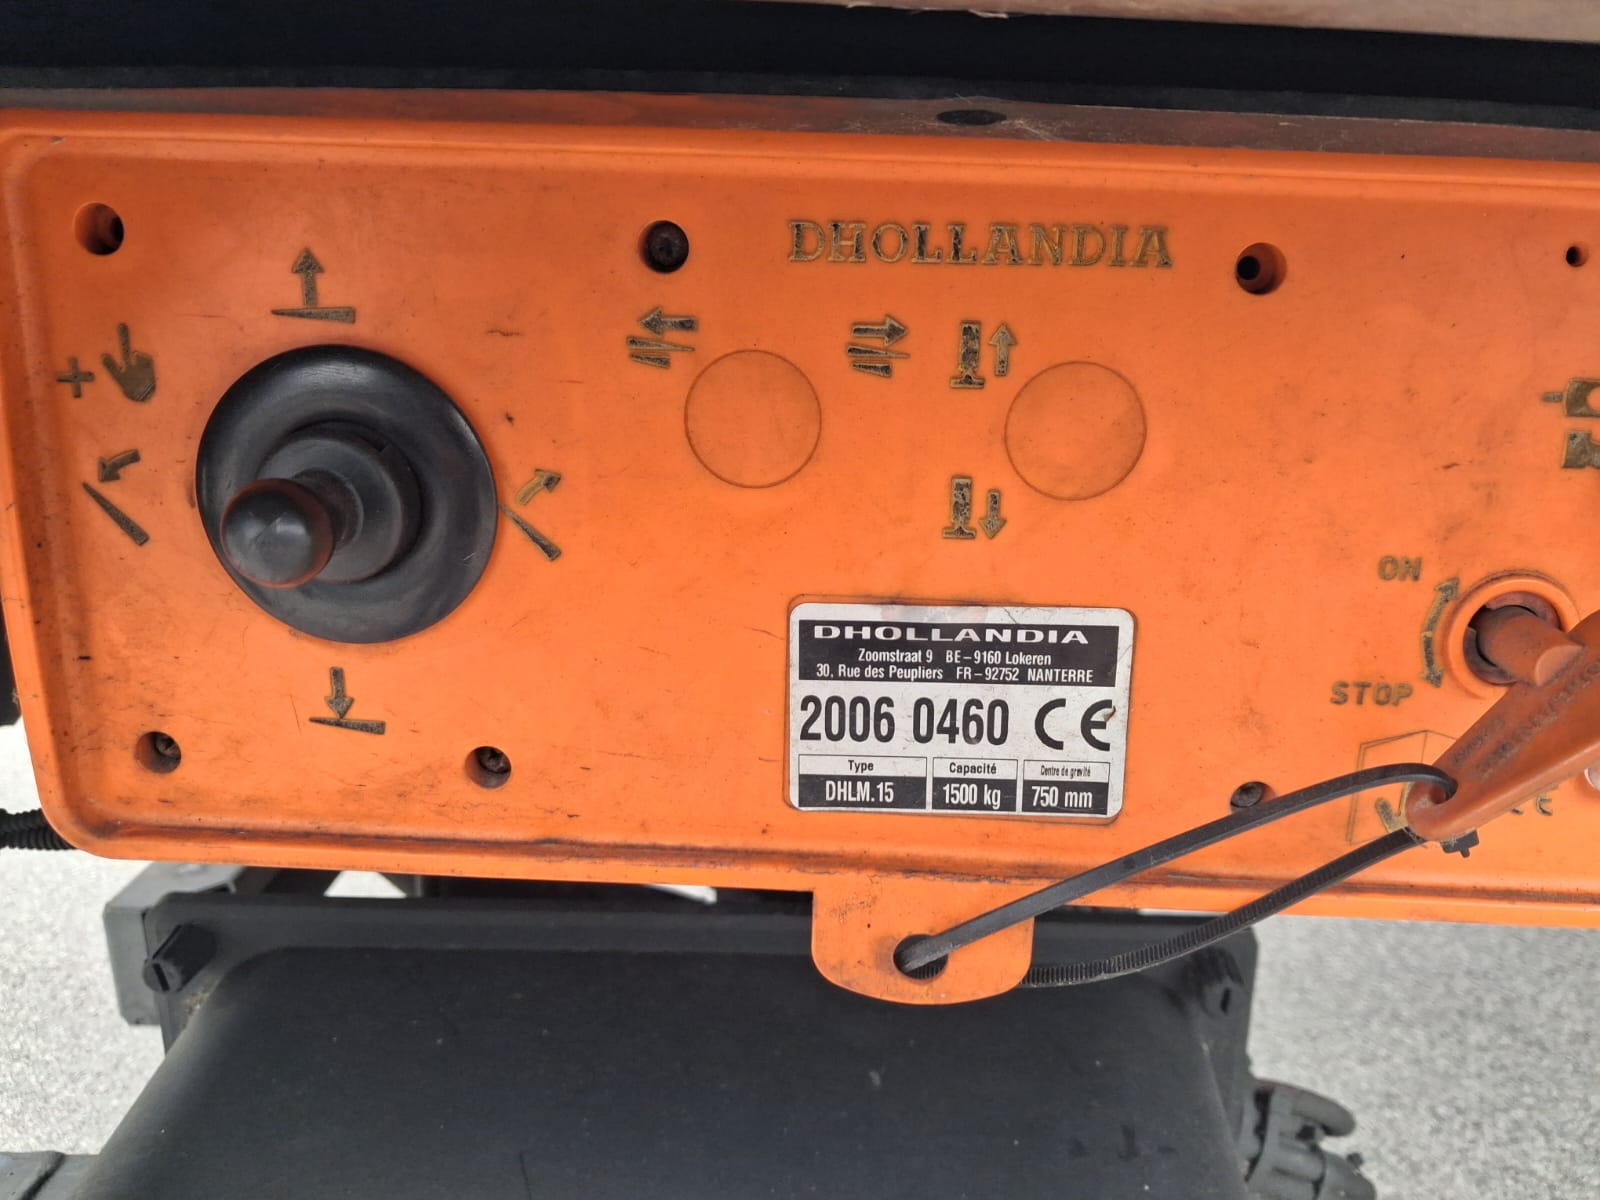 DHOLLANDIA
ON
STOP
DHOLLANDIA
Zoomstraat 9 BE-9160 Lokeren
30, Rue des Peupliers FR-92752 NANTERRE
2006 0460 CE
Type Capacité Centre de gravité
DHLM.15 1500 kg 750 mm
CE